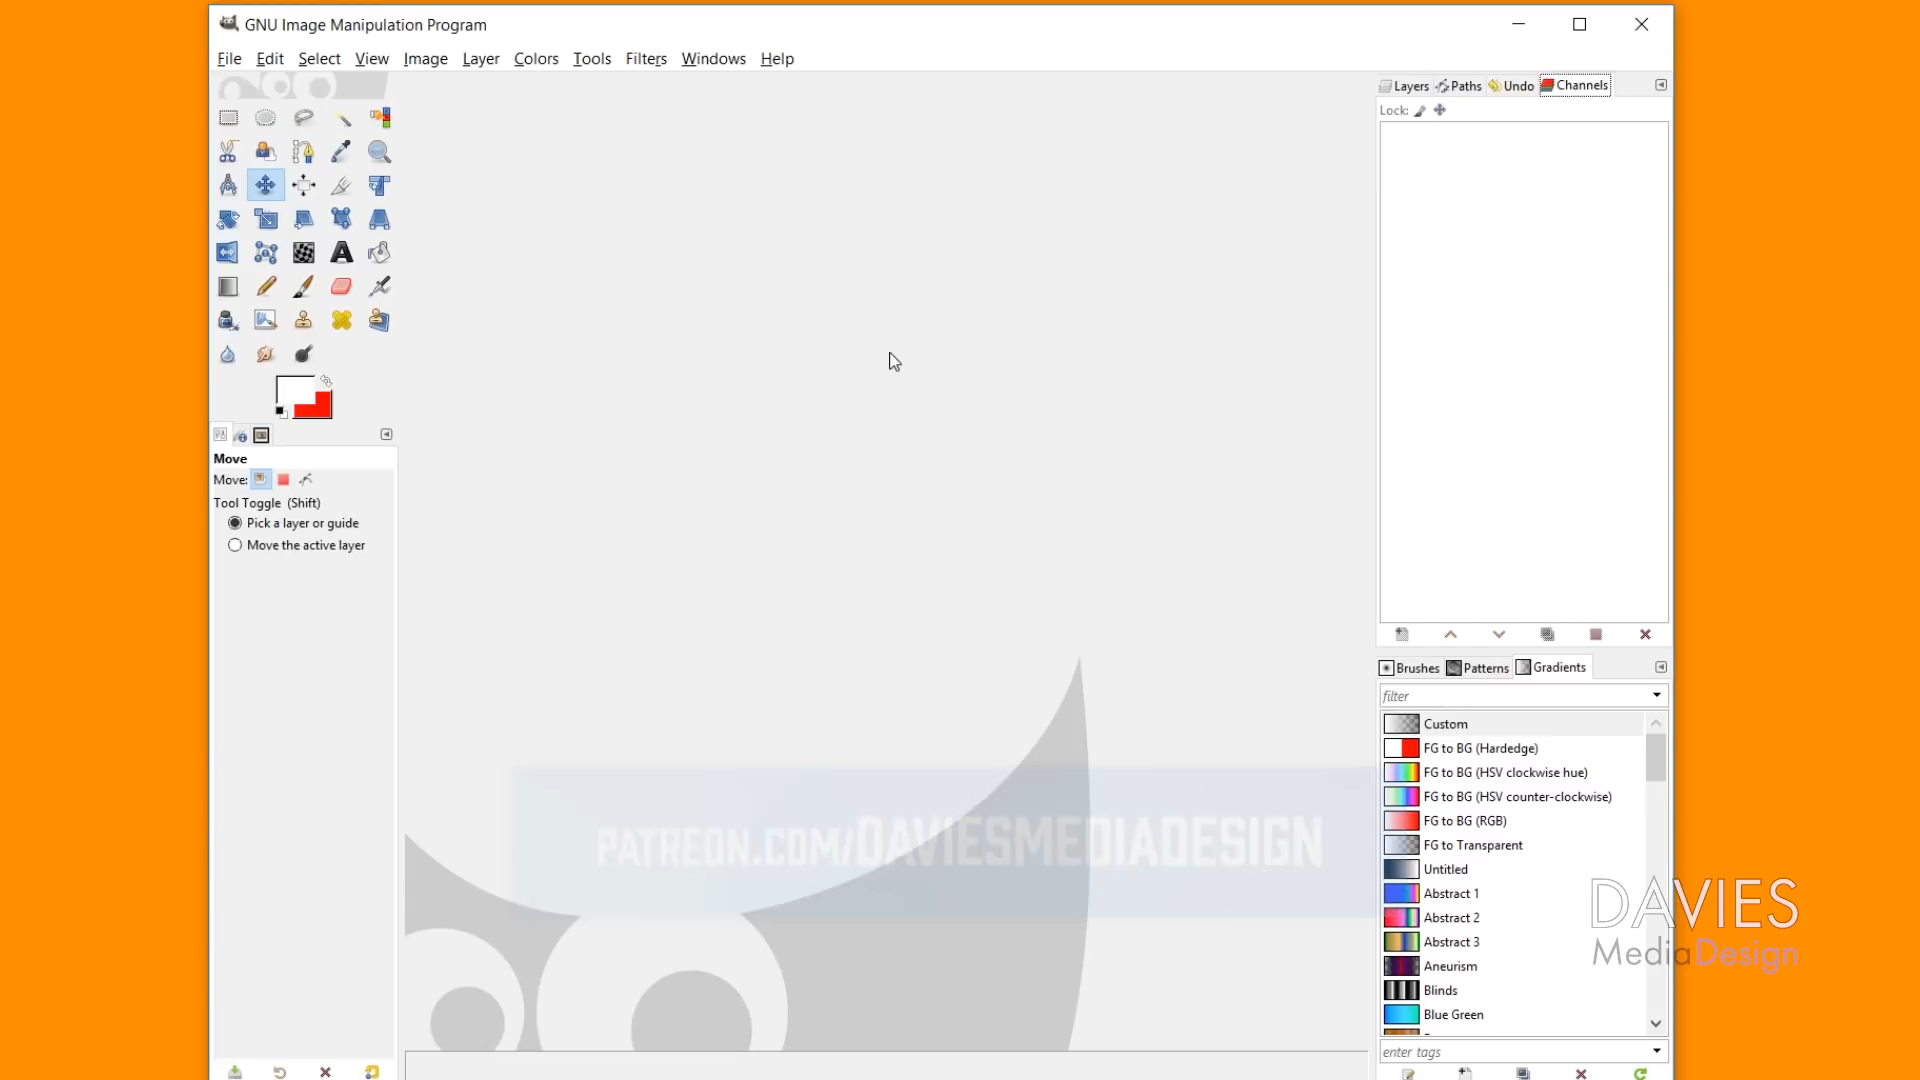 GNU Image Manipulation Program
File Edit Select View Image Layer Colors Tools Filters Windows Help
Layers Paths Undo Channels
Lock:
Move
Move:
Tool Toggle (Shift)
Pick a layer or guide
Move the active layer
Brushes Patterns Gradients
filter
Custom
FG to BG (Hardedge)
FG to BG (HSV clockwise hue)
FG to BG (HSV counter-clockwise)
FG to BG (RGB)
FG to Transparent
Untitled
Abstract 1
Abstract 2
Abstract 3
Aneurism
Blinds
Blue Green
enter tags
PATREON.COM/DAVIESMEDIADESIGN
DAVIES
MediaDesign